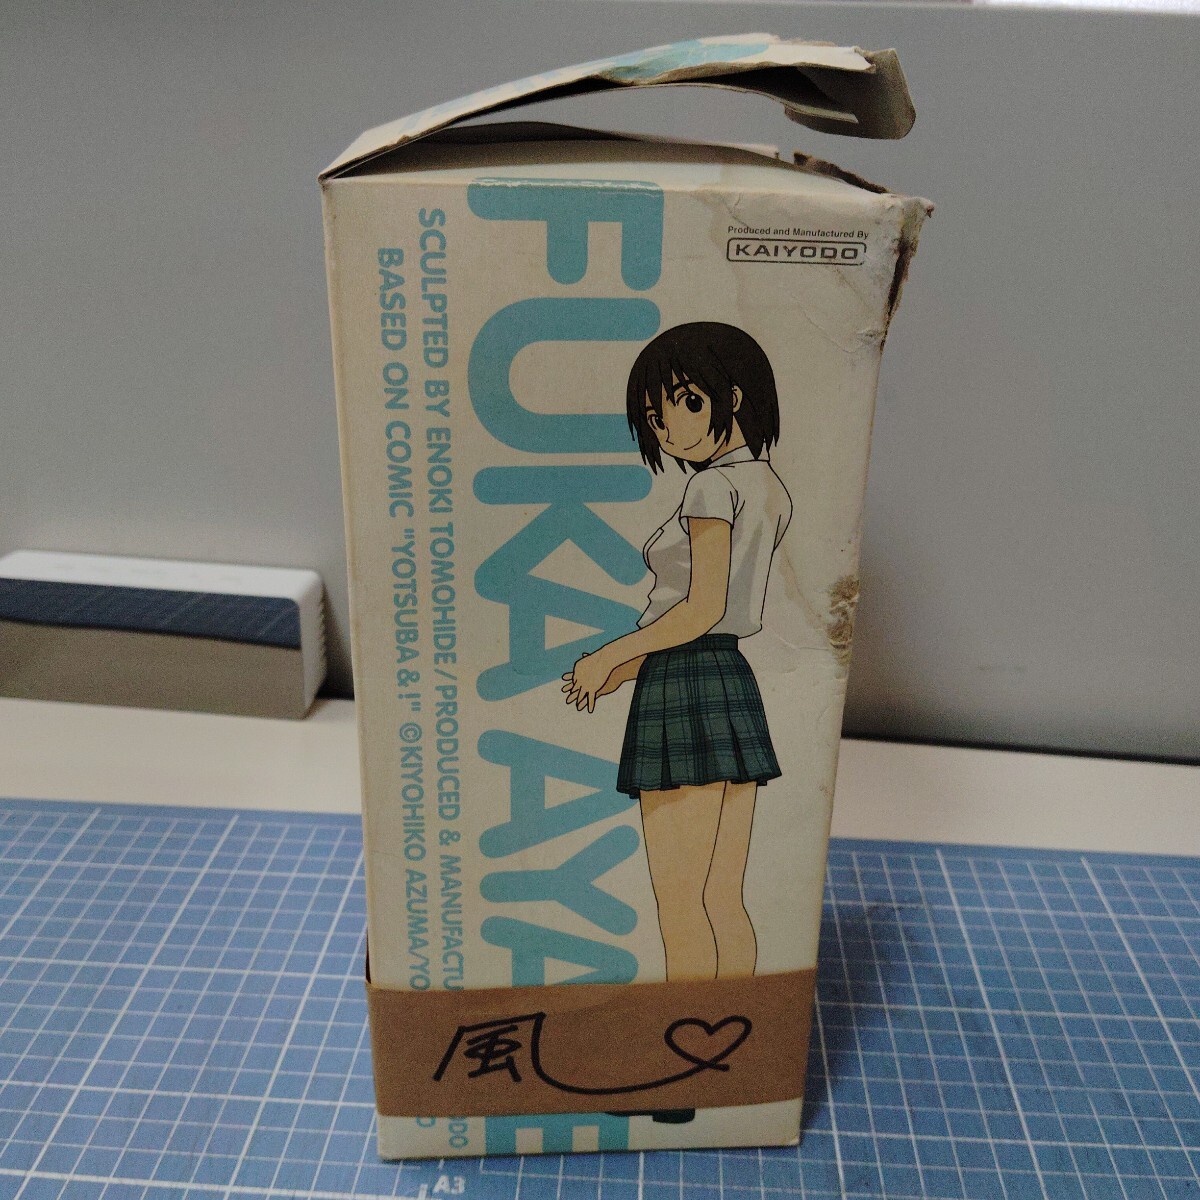 Produced and Manufactured By
KAIYODO
FUKA AYA E
SCULPTED BY ENOKI TOMOHIDE/PRODUCED & MANUFACTU ODO
BASED ON COMIC "YOTSUBA&!" ©KIYOHIKO AZUMA/YO
風
A3